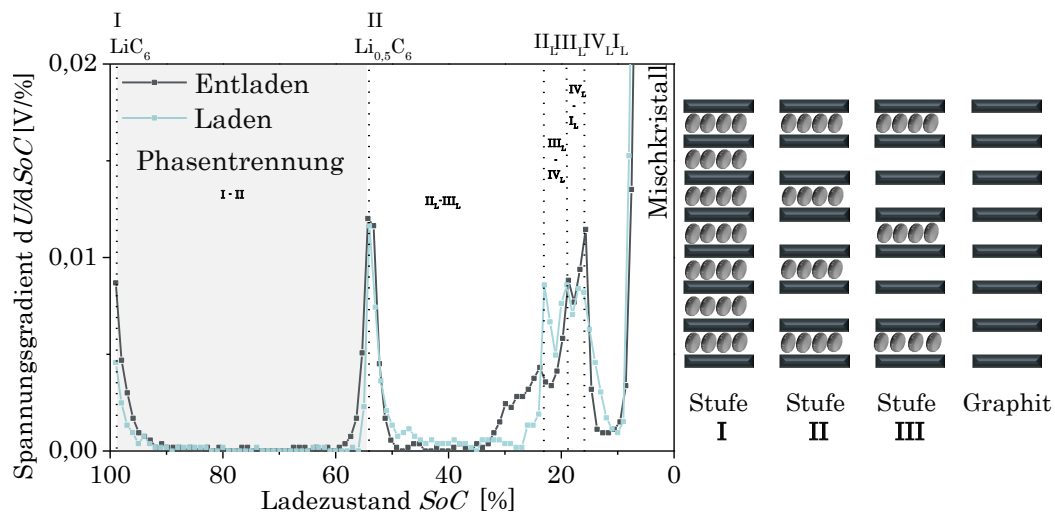 I
LiC6
II
Li0,5C6
IIL IIIL IVL IL
Spannungsgradient d U/dSoC [V/%]
0,02
0,01
0,00
Entladen
Laden
Phasentrennung
I - II
IIL-IIIL
IIIL
-
IVL
IVL
-
IL
Mischkristall
100
80
60
40
20
0
Ladezustand SoC [%]
Stufe
I
Stufe
II
Stufe
III
Graphit